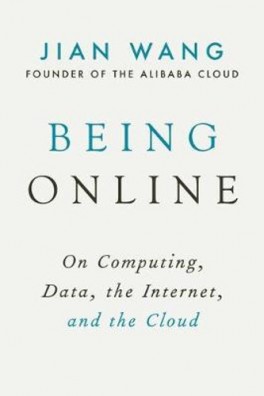 JIAN WANG
FOUNDER OF THE ALIBABA CLOUD
BEING
ONLINE
On Computing,
Data, the Internet,
and the Cloud